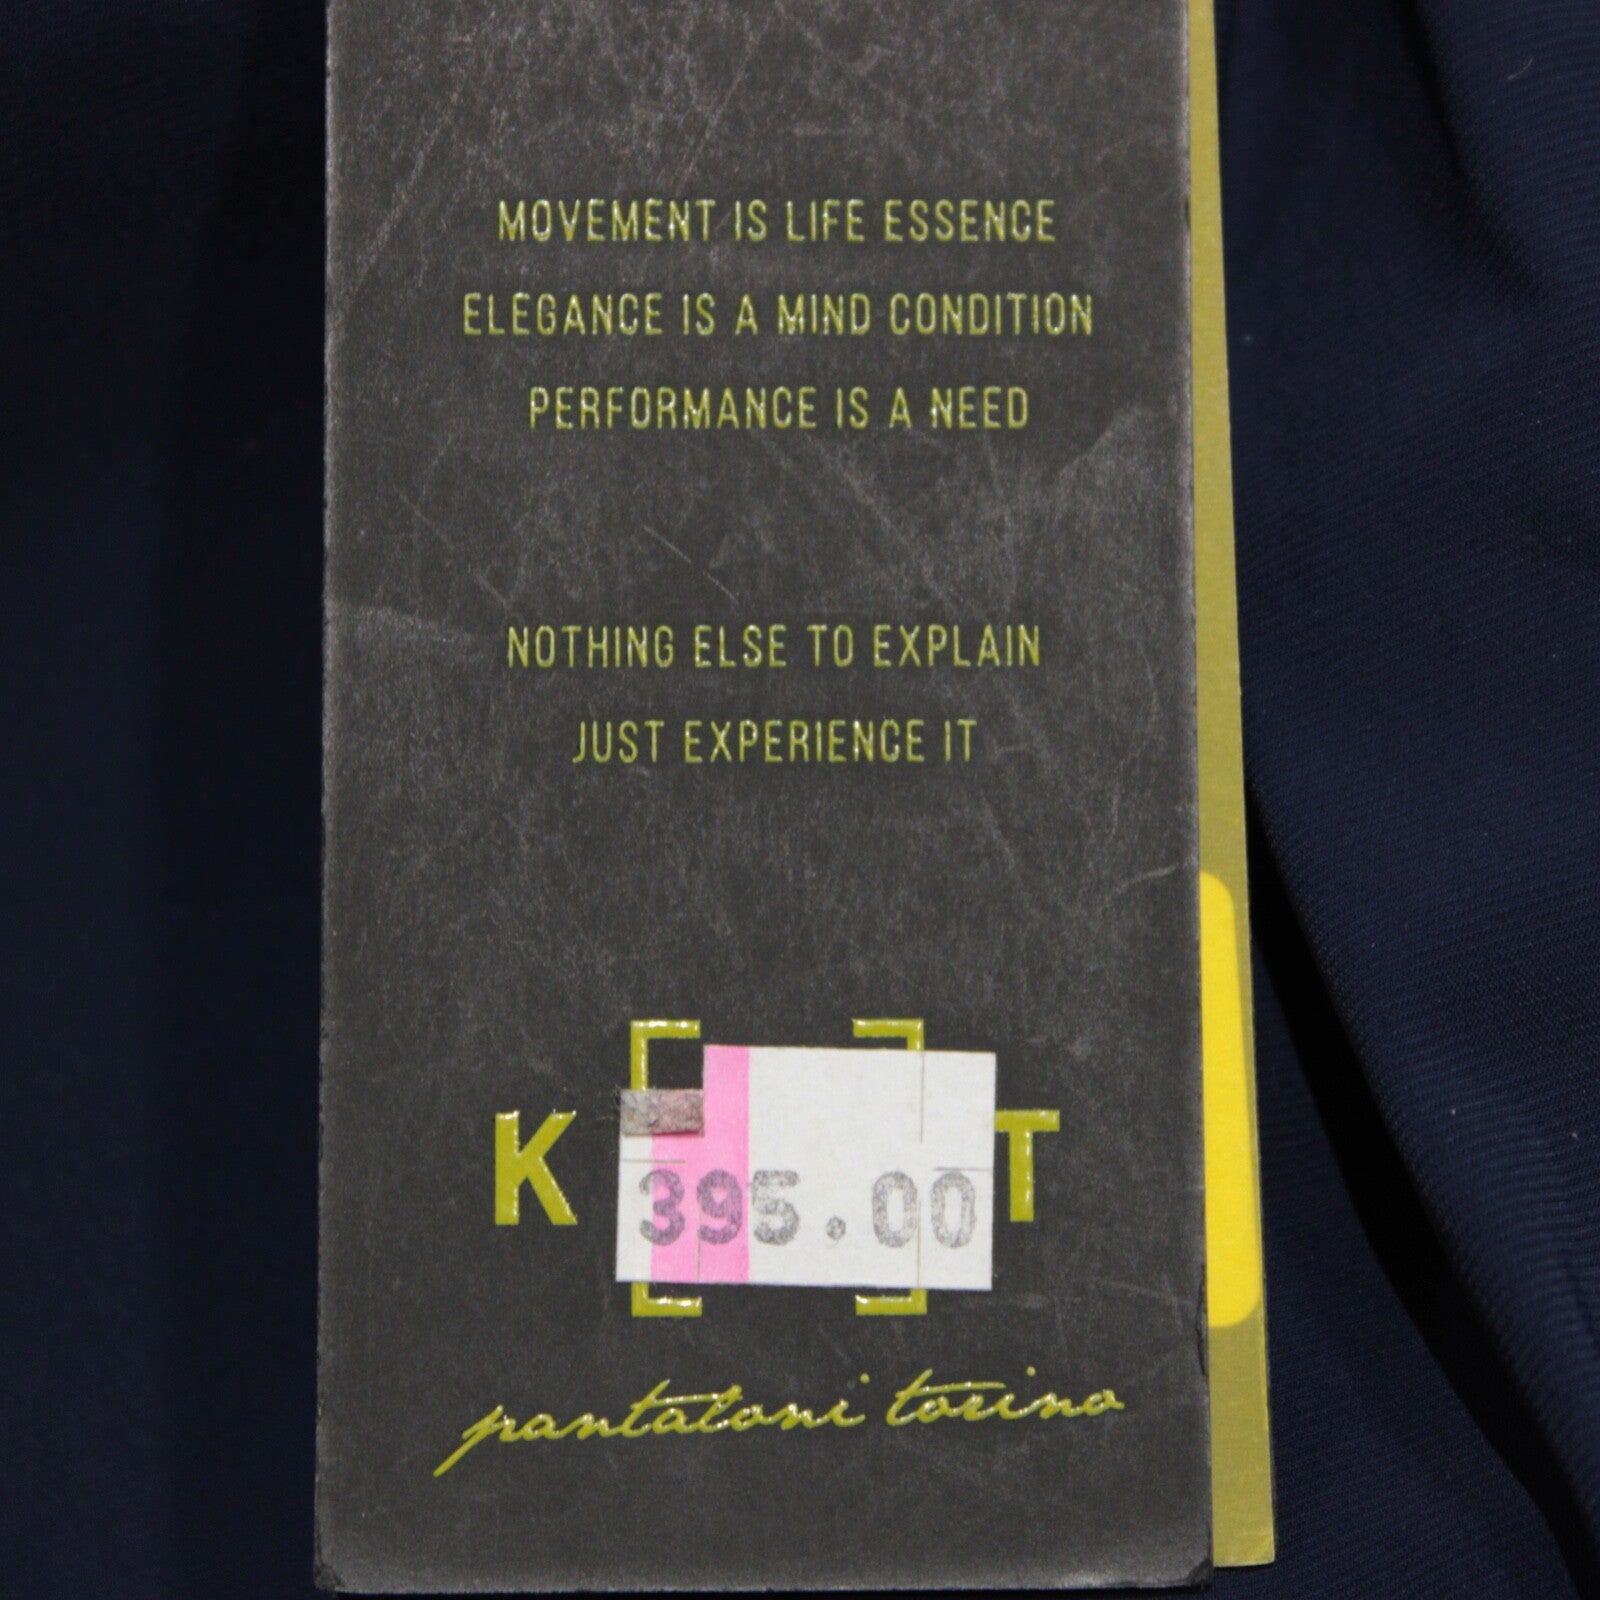 MOVEMENT IS LIFE ESSENCE
ELEGANCE IS A MIND CONDITION
PERFORMANCE IS A NEED
NOTHING ELSE TO EXPLAIN
JUST EXPERIENCE IT
K T
395.00
pantaloni torino